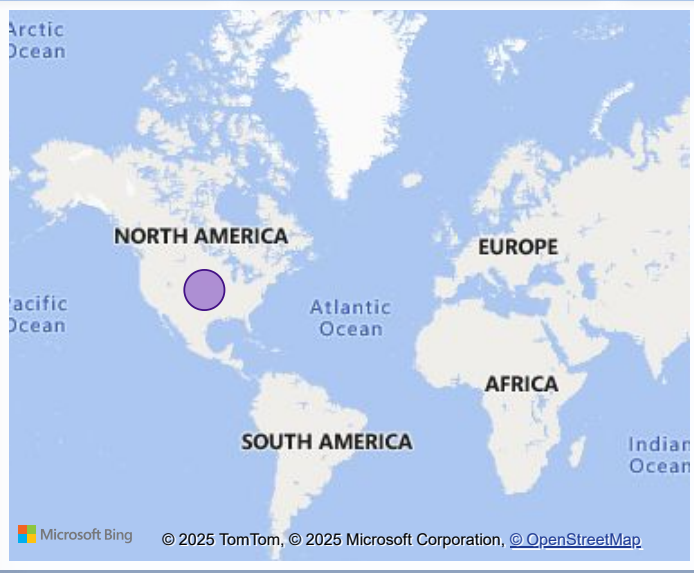 Arctic
Ocean
NORTH AMERICA
EUROPE
Pacific
Ocean
Atlantic
Ocean
AFRICA
SOUTH AMERICA
Indian
Ocean
Microsoft Bing
© 2025 TomTom, © 2025 Microsoft Corporation, © OpenStreetMap